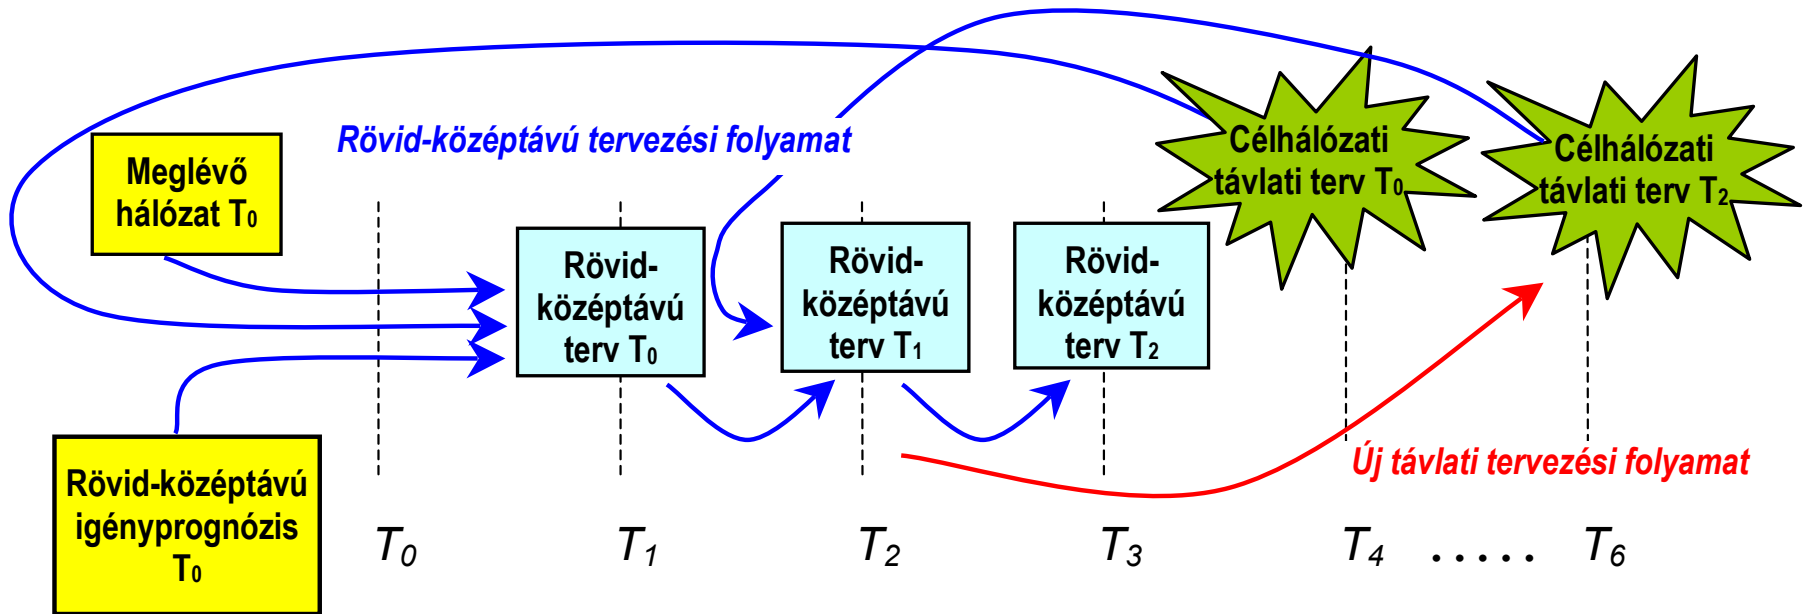 Rövid-középtávú tervezési folyamat
Meglévő
hálózat T₀
Rövid-középtávú
igényprognózis
T₀
Rövid-
középtávú
terv T₀
Rövid-
középtávú
terv T₁
Rövid-
középtávú
terv T₂
Célhálózati
távlati terv T₀
Célhálózati
távlati terv T₂
Új távlati tervezési folyamat
T₀ T₁ T₂ T₃ T₄ ..... T₆